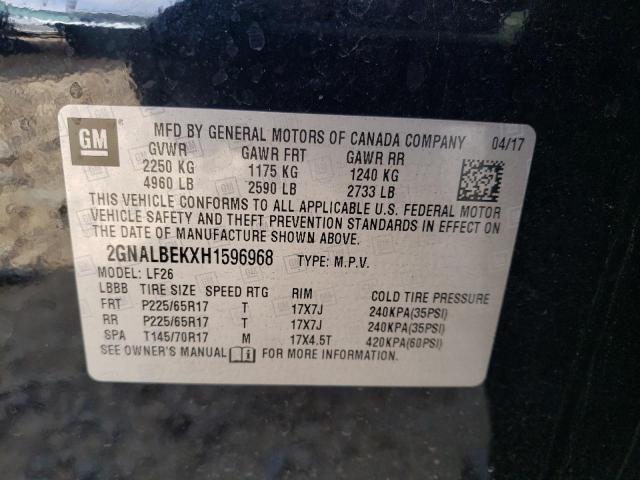 GM
MFD BY GENERAL MOTORS OF CANADA COMPANY 04/17
GVWR GAWR FRT GAWR RR
2250 KG 1175 KG 1240 KG
4960 LB 2590 LB 2733 LB
THIS VEHICLE CONFORMS TO ALL APPLICABLE U.S. FEDERAL MOTOR
VEHICLE SAFETY AND THEFT PREVENTION STANDARDS IN EFFECT ON
THE DATE OF MANUFACTURE SHOWN ABOVE.
2GNALBEKXH1596968 TYPE: M.P.V.
MODEL: LF26
LBBB TIRE SIZE SPEED RTG RIM COLD TIRE PRESSURE
FRT P225/65R17 T 17X7J 240KPA(35PSI)
RR P225/65R17 T 17X7J 240KPA(35PSI)
SPA T145/70R17 M 17X4.5T 420KPA(60PSI)
SEE OWNER'S MANUAL FOR MORE INFORMATION.